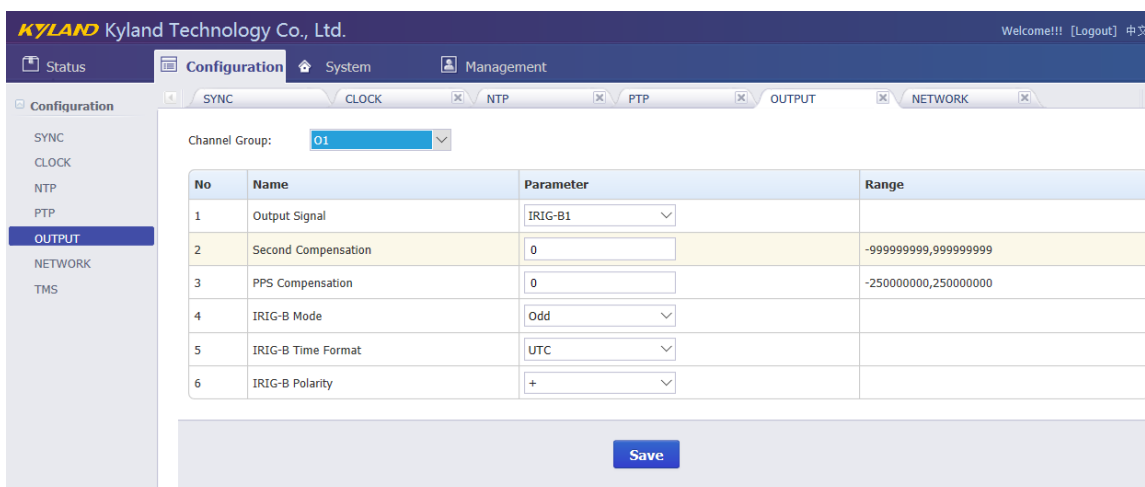 KYLAND Kyland Technology Co., Ltd.
Welcome!!! [Logout] 中文
Status Configuration System Management
Configuration
SYNC
CLOCK
NTP
PTP
OUTPUT
NETWORK
TMS
SYNC CLOCK NTP PTP OUTPUT NETWORK
Channel Group: O1
No Name Parameter Range
1 Output Signal IRIG-B1
2 Second Compensation 0 -999999999,999999999
3 PPS Compensation 0 -250000000,250000000
4 IRIG-B Mode Odd
5 IRIG-B Time Format UTC
6 IRIG-B Polarity +
Save